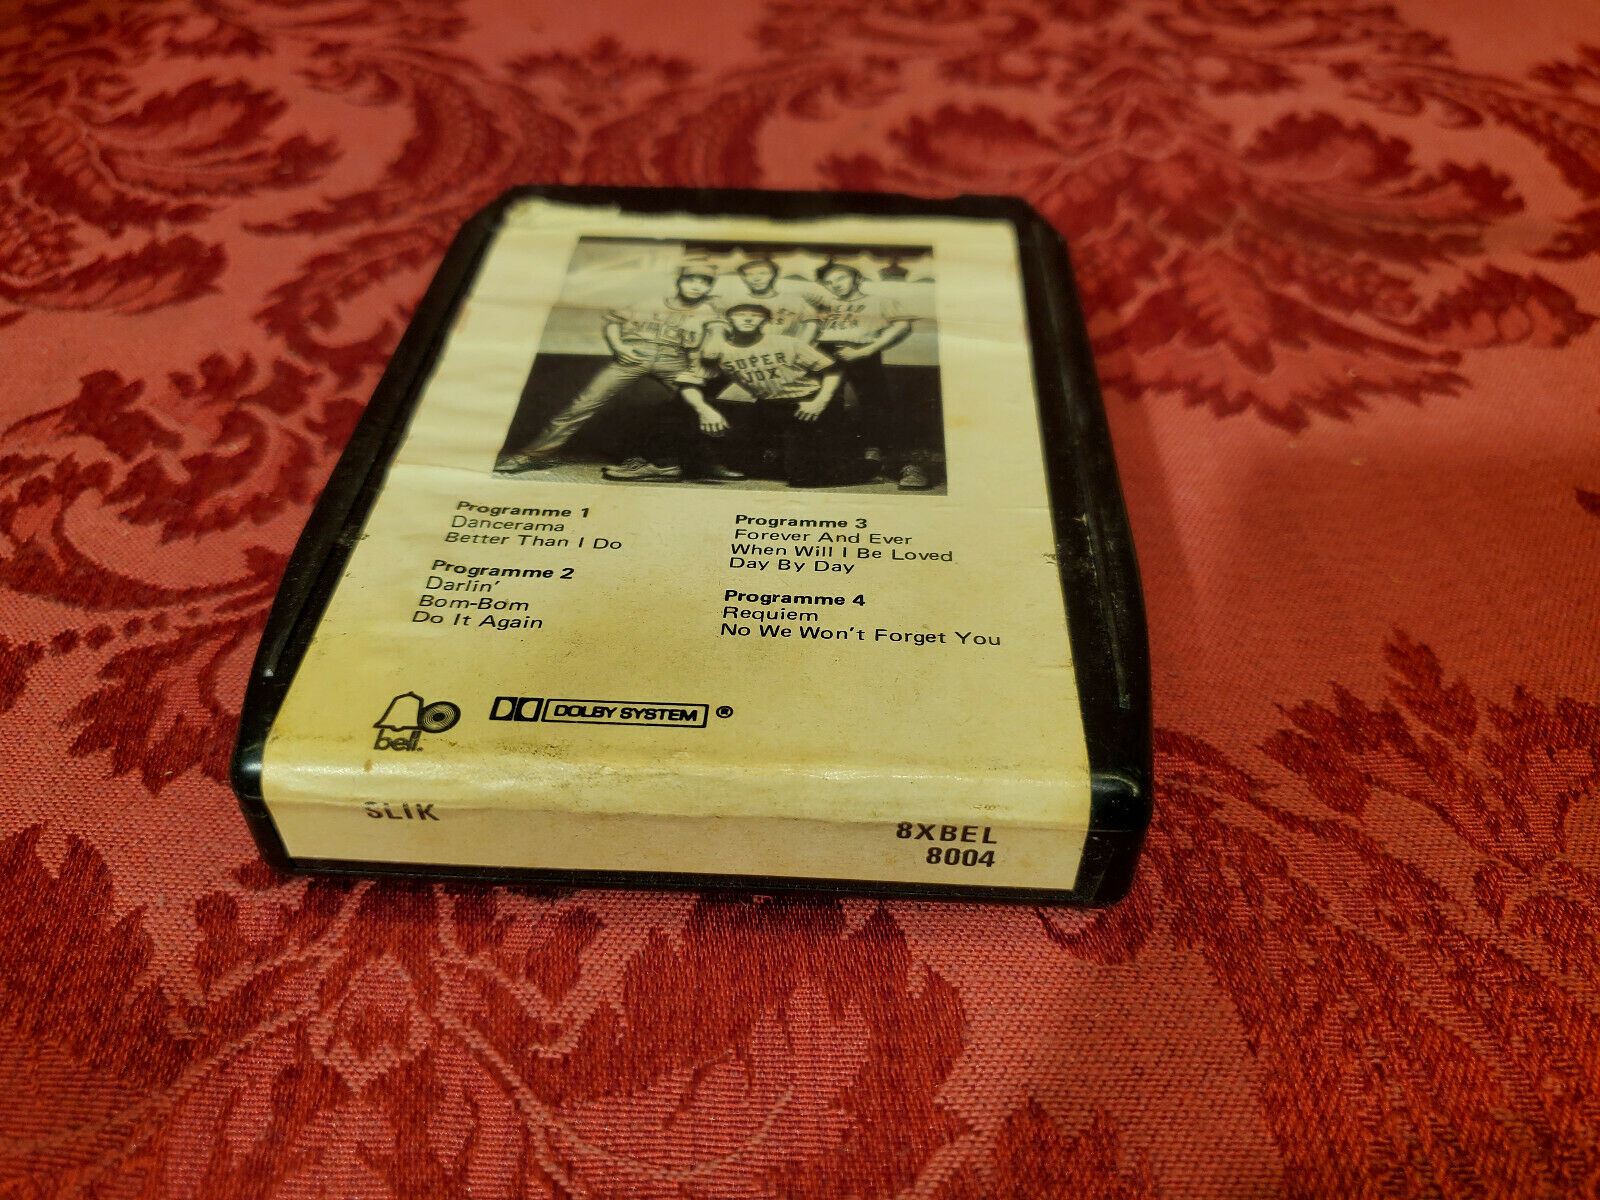 SUPER
JOX
Programme 1
Dancerama
Better Than I Do
Programme 2
Darlin'
Bom-Bom
Do It Again
Programme 3
Forever And Ever
When Will I Be Loved
Day By Day
Programme 4
Requiem
No We Won't Forget You
bell.
DOLBY SYSTEM ®
SLIK
8XBEL
8004